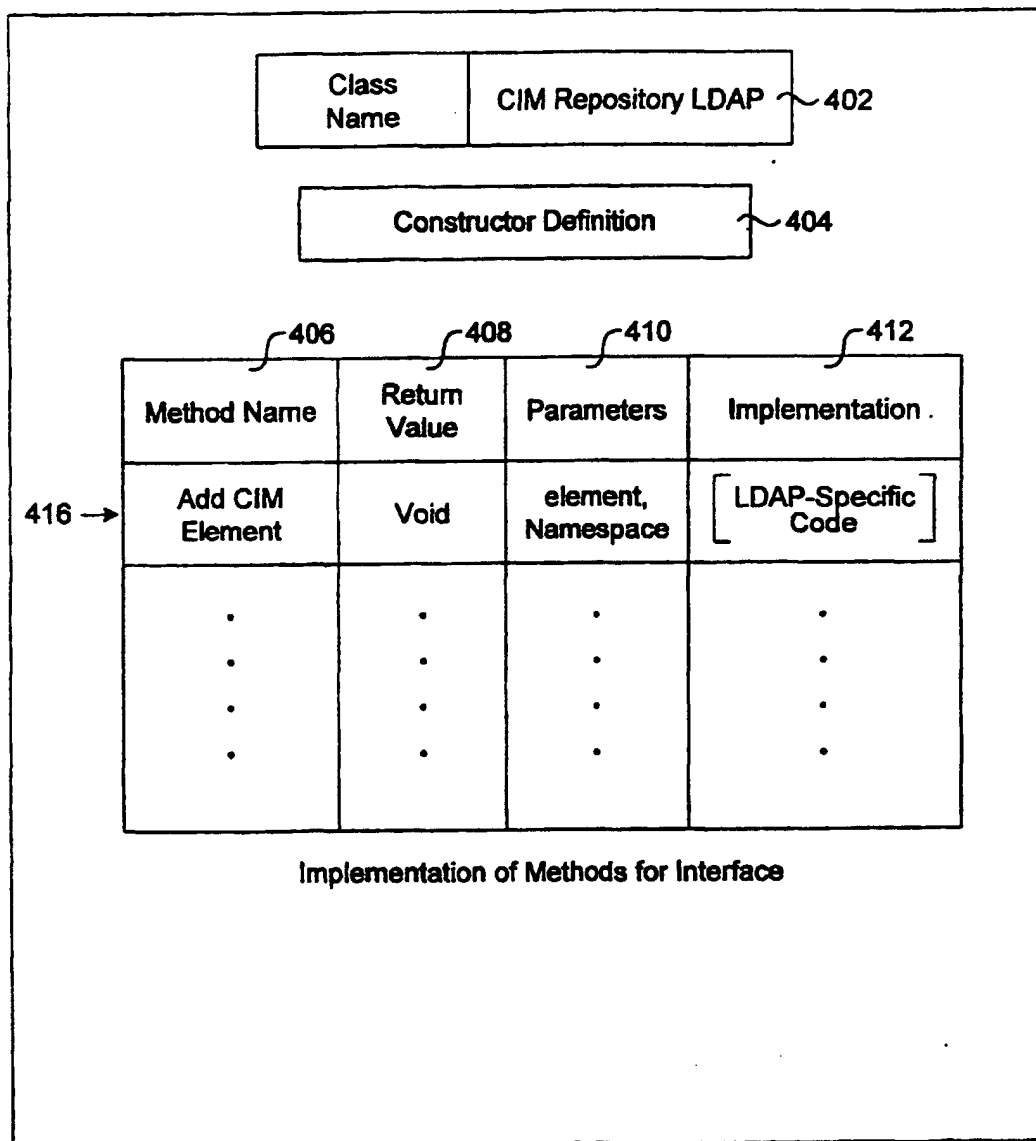 Class
Name
CIM Repository LDAP
402
Constructor Definition
404
406
408
410
412
Method Name
Return
Value
Parameters
Implementation
416
Add CIM
Element
Void
element,
Namespace
[LDAP-Specific
Code]
Implementation of Methods for Interface